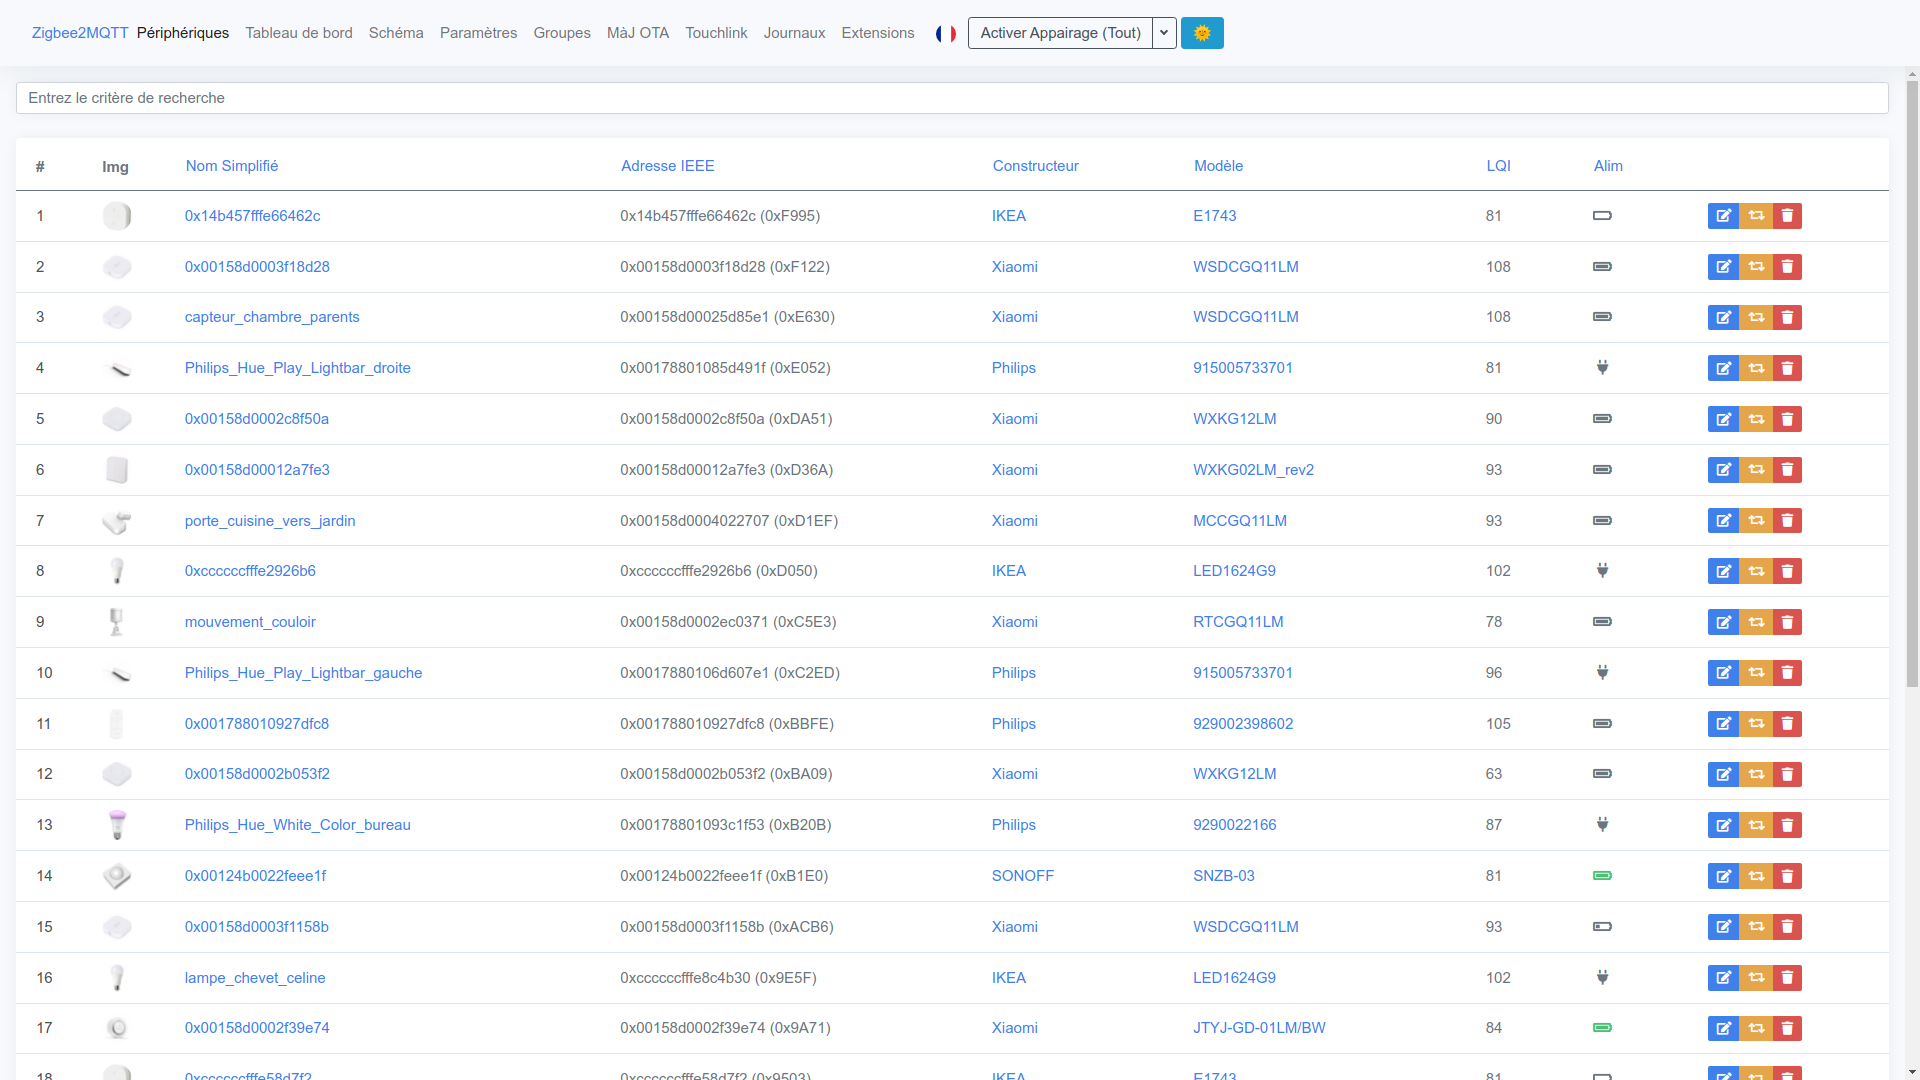 Zigbee2MQTT Périphériques Tableau de bord Schéma Paramètres Groupes MàJ OTA Touchlink Journaux Extensions Activer Appairage (Tout)
Entrez le critère de recherche
# Img Nom Simplifié Adresse IEEE Constructeur Modèle LQI Alim
1 0x14b457fffe66462c 0x14b457fffe66462c (0xF995) IKEA E1743 81
2 0x00158d0003f18d28 0x00158d0003f18d28 (0xF122) Xiaomi WSDCGQ11LM 108
3 capteur_chambre_parents 0x00158d00025d85e1 (0xE630) Xiaomi WSDCGQ11LM 108
4 Philips_Hue_Play_Lightbar_droite 0x00178801085d491f (0xE052) Philips 915005733701 81
5 0x00158d0002c8f50a 0x00158d0002c8f50a (0xDA51) Xiaomi WXKG12LM 90
6 0x00158d00012a7fe3 0x00158d00012a7fe3 (0xD36A) Xiaomi WXKG02LM_rev2 93
7 porte_cuisine_vers_jardin 0x00158d0004022707 (0xD1EF) Xiaomi MCCGQ11LM 93
8 0xccccccfffe2926b6 0xccccccfffe2926b6 (0xD050) IKEA LED1624G9 102
9 mouvement_couloir 0x00158d0002ec0371 (0xC5E3) Xiaomi RTCGQ11LM 78
10 Philips_Hue_Play_Lightbar_gauche 0x0017880106d607e1 (0xC2ED) Philips 915005733701 96
11 0x001788010927dfc8 0x001788010927dfc8 (0xBBFE) Philips 929002398602 105
12 0x00158d0002b053f2 0x00158d0002b053f2 (0xBA09) Xiaomi WXKG12LM 63
13 Philips_Hue_White_Color_bureau 0x00178801093c1f53 (0xB20B) Philips 9290022166 87
14 0x00124b0022feee1f 0x00124b0022feee1f (0xB1E0) SONOFF SNZB-03 81
15 0x00158d0003f1158b 0x00158d0003f1158b (0xACB6) Xiaomi WSDCGQ11LM 93
16 lampe_chevet_celine 0xccccccfffe8c4b30 (0x9E5F) IKEA LED1624G9 102
17 0x00158d0002f39e74 0x00158d0002f39e74 (0x9A71) Xiaomi JTYJ-GD-01LM/BW 84
18 0xccccccfffe58d7f2 0xccccccfffe58d7f2 (0x9503) IKEA E1743 81